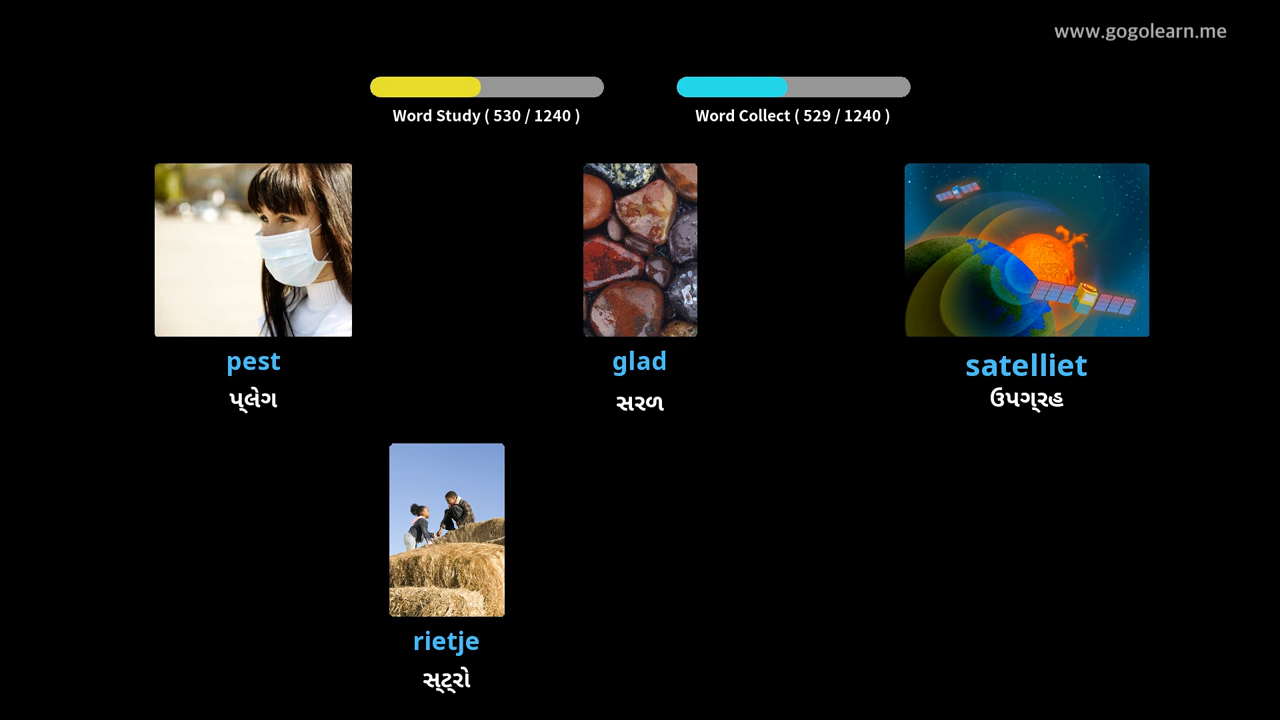 www.gogolearn.me
Word Study ( 530 / 1240 )
Word Collect ( 529 / 1240 )
pest
પ્લેગ
glad
સરળ
satelliet
ઉપગ્રહ
rietje
સ્ટ્રો